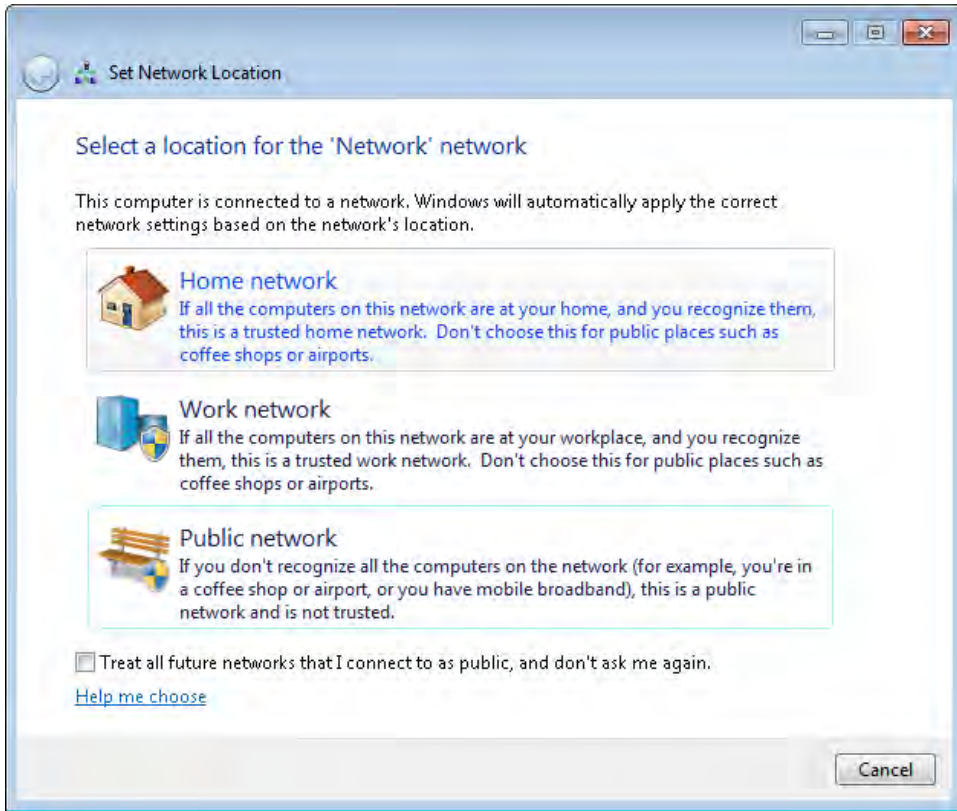 Set Network Location
Select a location for the 'Network' network
This computer is connected to a network. Windows will automatically apply the correct
network settings based on the network's location.
Home network
If all the computers on this network are at your home, and you recognize them,
this is a trusted home network.  Don't choose this for public places such as
coffee shops or airports.
Work network
If all the computers on this network are at your workplace, and you recognize
them, this is a trusted work network.  Don't choose this for public places such as
coffee shops or airports.
Public network
If you don't recognize all the computers on the network (for example, you're in
a coffee shop or airport, or you have mobile broadband), this is a public
network and is not trusted.
Treat all future networks that I connect to as public, and don't ask me again.
Help me choose
Cancel